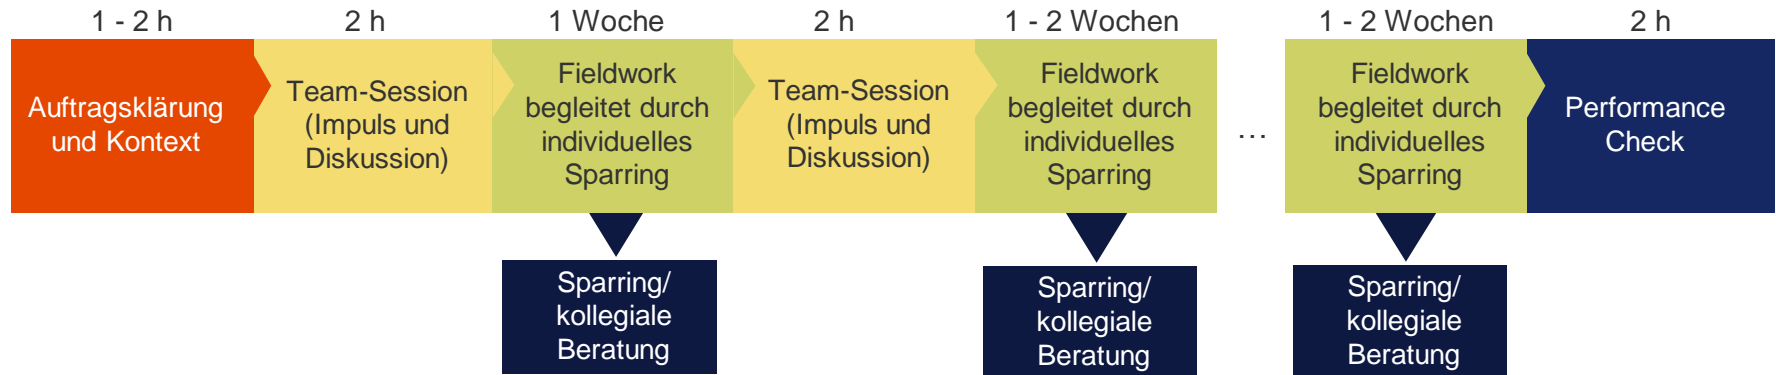 1 - 2 h
2 h
1 Woche
2 h
1 - 2 Wochen
1 - 2 Wochen
2 h
Auftragsklärung
und Kontext
Team-Session
(Impuls und
Diskussion)
Fieldwork
begleitet durch
individuelles
Sparring
Team-Session
(Impuls und
Diskussion)
Fieldwork
begleitet durch
individuelles
Sparring
...
Fieldwork
begleitet durch
individuelles
Sparring
Performance
Check
Sparring/
kollegiale
Beratung
Sparring/
kollegiale
Beratung
Sparring/
kollegiale
Beratung